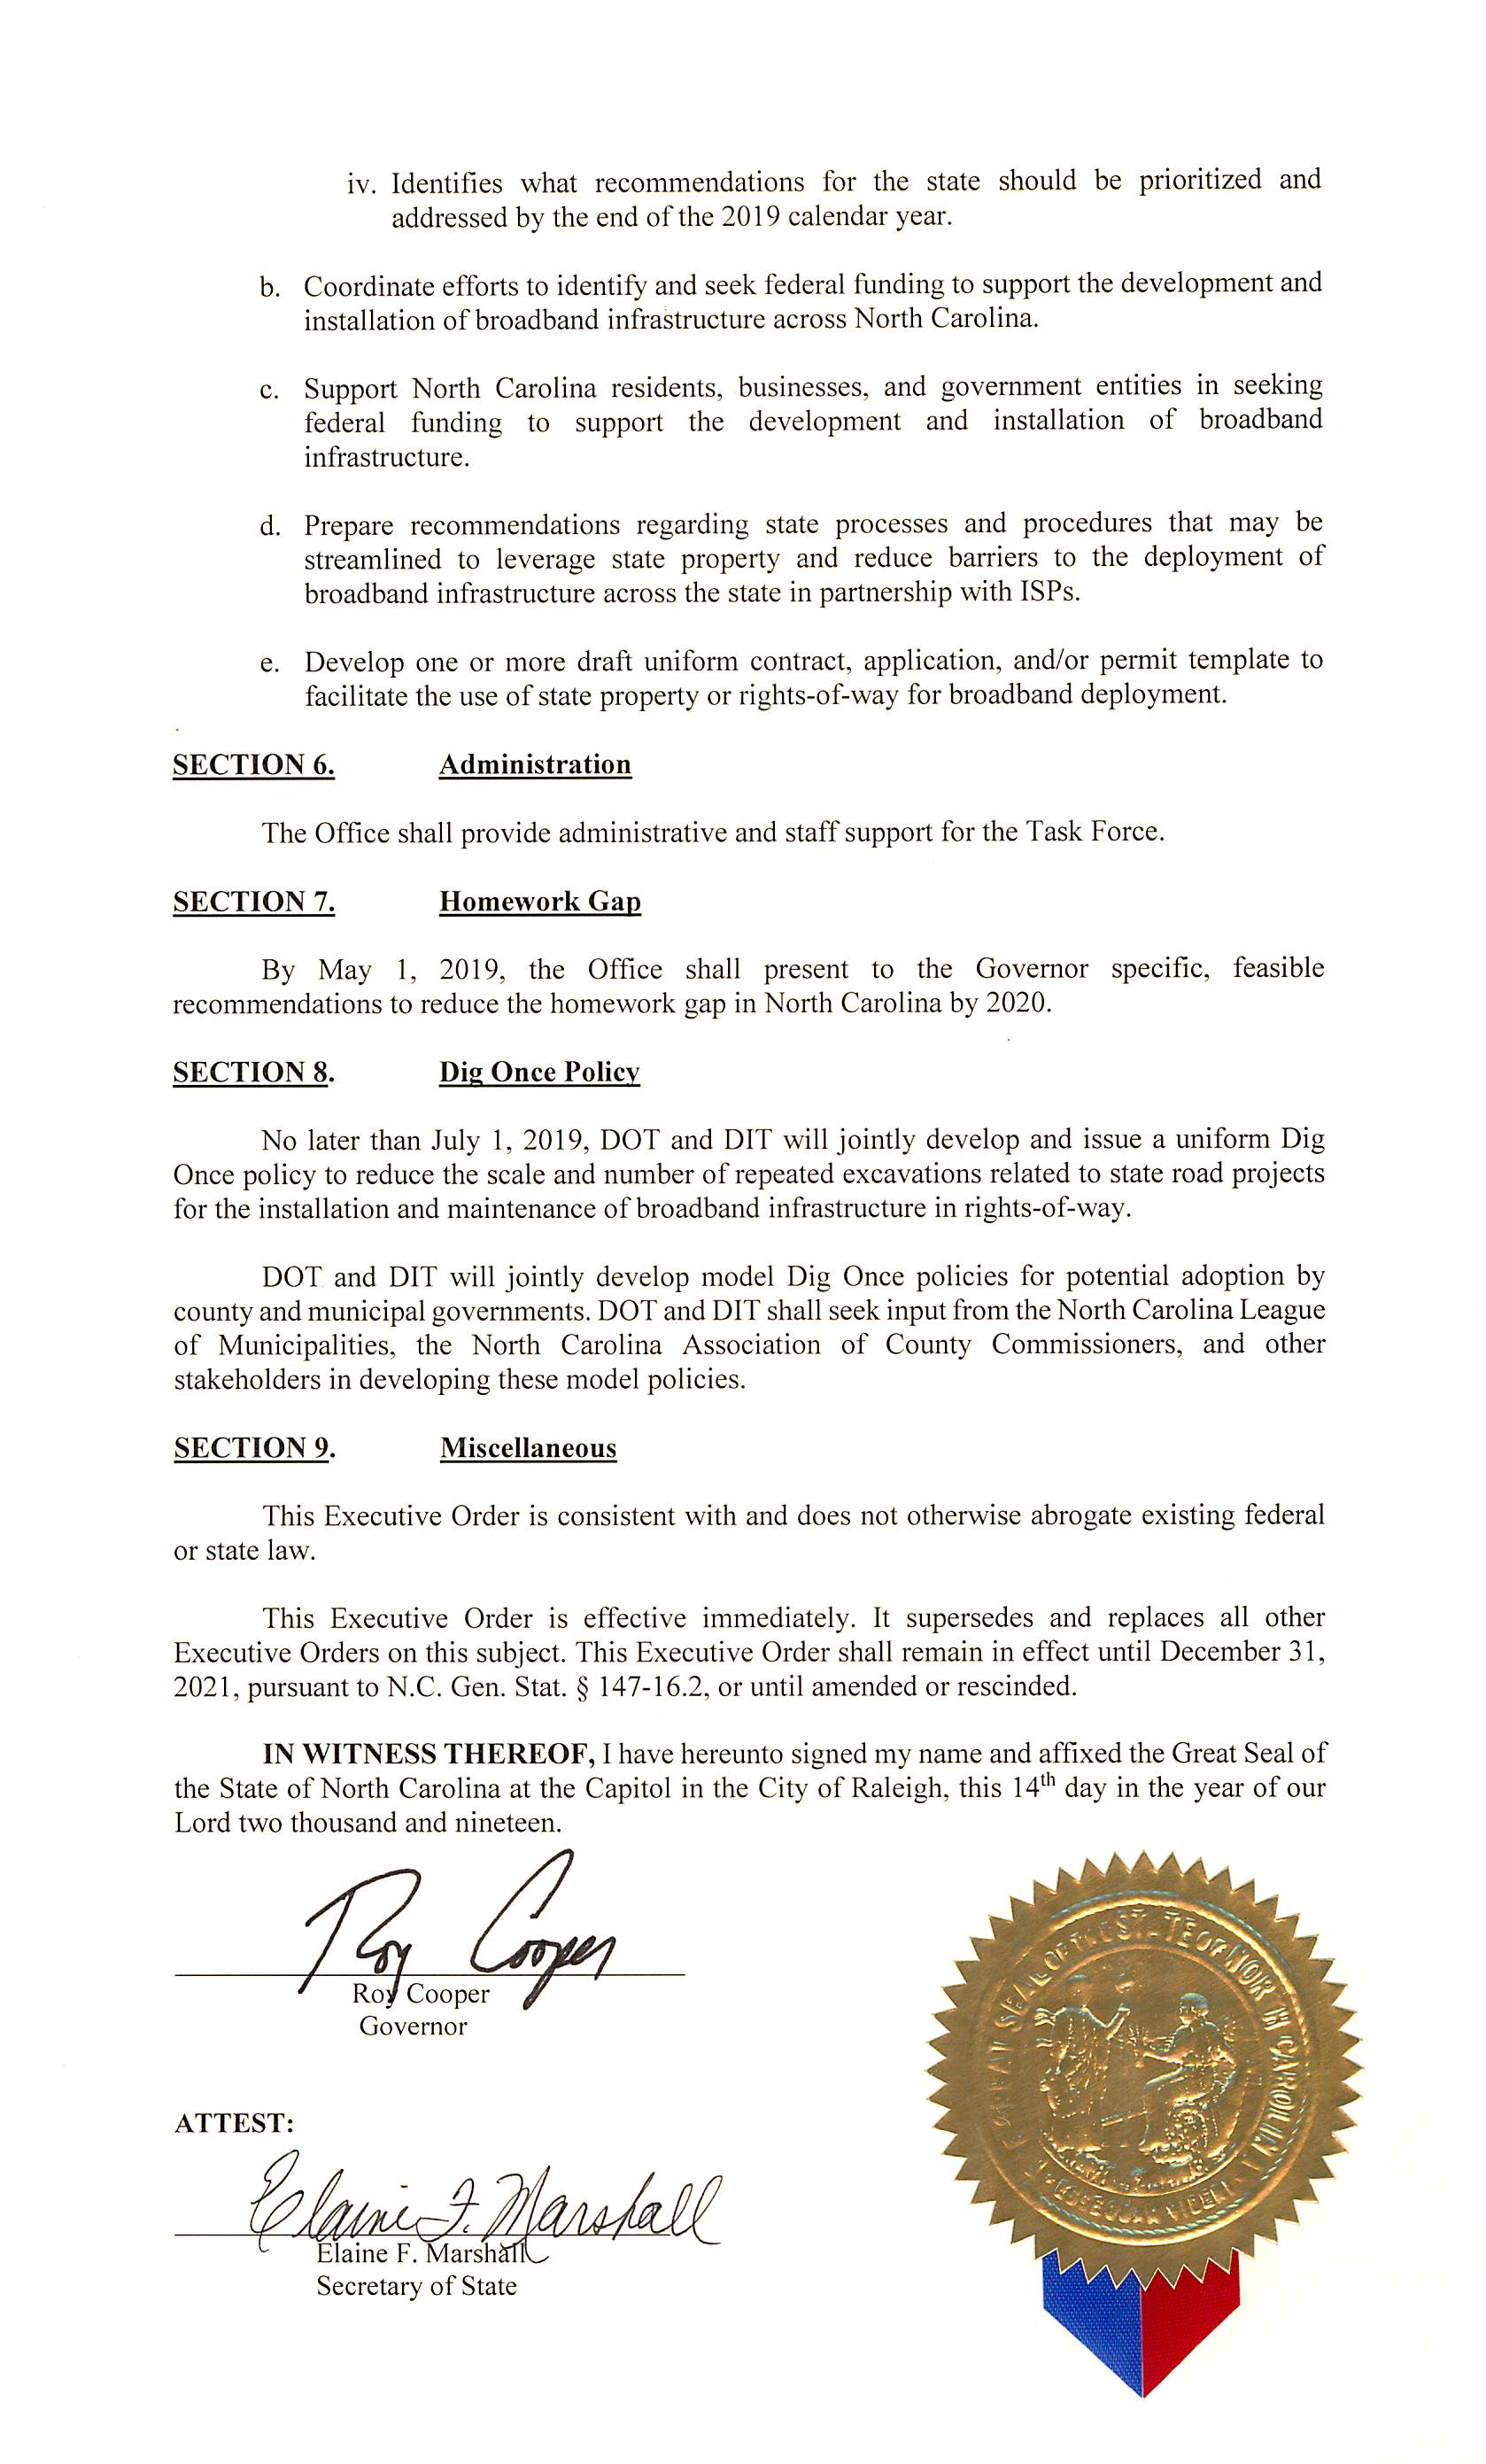 iv. Identifies what recommendations for the state should be prioritized and
addressed by the end of the 2019 calendar year.
b. Coordinate efforts to identify and seek federal funding to support the development and
installation of broadband infrastructure across North Carolina.
c. Support North Carolina residents, businesses, and government entities in seeking
federal funding to support the development and installation of broadband
infrastructure.
d. Prepare recommendations regarding state processes and procedures that may be
streamlined to leverage state property and reduce barriers to the deployment of
broadband infrastructure across the state in partnership with ISPs.
e. Develop one or more draft uniform contract, application, and/or permit template to
facilitate the use of state property or rights-of-way for broadband deployment.
SECTION 6. Administration
The Office shall provide administrative and staff support for the Task Force.
SECTION 7. Homework Gap
By May 1, 2019, the Office shall present to the Governor specific, feasible
recommendations to reduce the homework gap in North Carolina by 2020.
SECTION 8. Dig Once Policy
No later than July 1, 2019, DOT and DIT will jointly develop and issue a uniform Dig
Once policy to reduce the scale and number of repeated excavations related to state road projects
for the installation and maintenance of broadband infrastructure in rights-of-way.
DOT and DIT will jointly develop model Dig Once policies for potential adoption by
county and municipal governments. DOT and DIT shall seek input from the North Carolina League
of Municipalities, the North Carolina Association of County Commissioners, and other
stakeholders in developing these model policies.
SECTION 9. Miscellaneous
This Executive Order is consistent with and does not otherwise abrogate existing federal
or state law.
This Executive Order is effective immediately. It supersedes and replaces all other
Executive Orders on this subject. This Executive Order shall remain in effect until December 31,
2021, pursuant to N.C. Gen. Stat. § 147-16.2, or until amended or rescinded.
IN WITNESS THEREOF, I have hereunto signed my name and affixed the Great Seal of
the State of North Carolina at the Capitol in the City of Raleigh, this 14th day in the year of our
Lord two thousand and nineteen.
Roy Cooper
Roy Cooper
Governor
ATTEST:
Elaine F. Marshall
Elaine F. Marshall
Secretary of State
SEAL OF THE OF NORTH CAROLINA